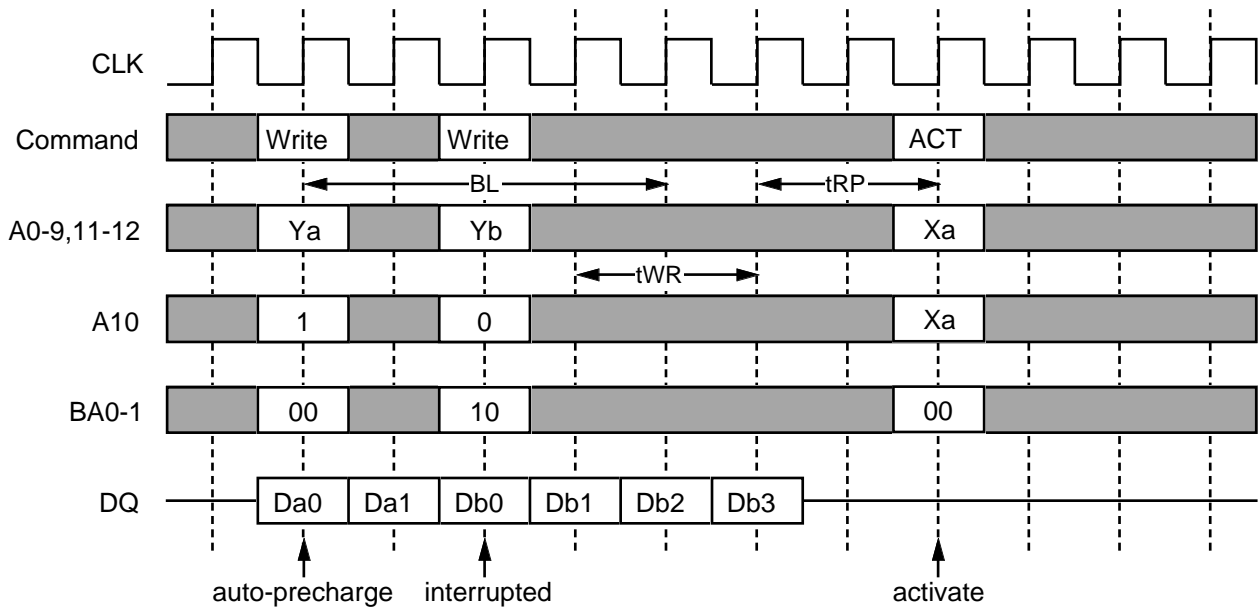 CLK
Command Write Write ACT
BL tRP
A0-9,11-12 Ya Yb Xa
tWR
A10 1 0 Xa
BA0-1 00 10 00
DQ Da0 Da1 Db0 Db1 Db2 Db3
auto-precharge interrupted activate